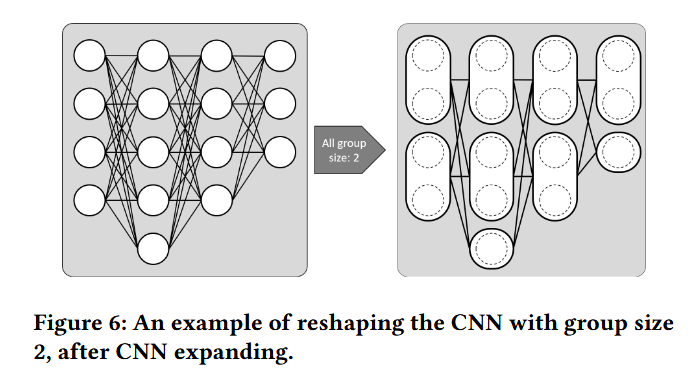 All group
size: 2
Figure 6: An example of reshaping the CNN with group size
2, after CNN expanding.